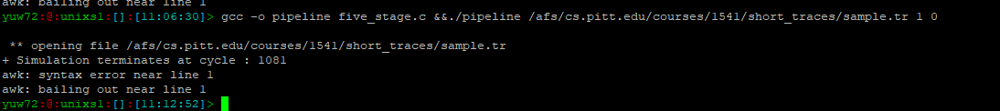 awk: bailing out near line 1
yuw72:@:unixs1:[]:[11:06:30]> gcc -o pipeline five_stage.c &&./pipeline /afs/cs.pitt.edu/courses/1541/short_traces/sample.tr 1 0
** opening file /afs/cs.pitt.edu/courses/1541/short_traces/sample.tr
+ Simulation terminates at cycle : 1081
awk: syntax error near line 1
awk: bailing out near line 1
yuw72:@:unixs1:[]:[11:12:52]>